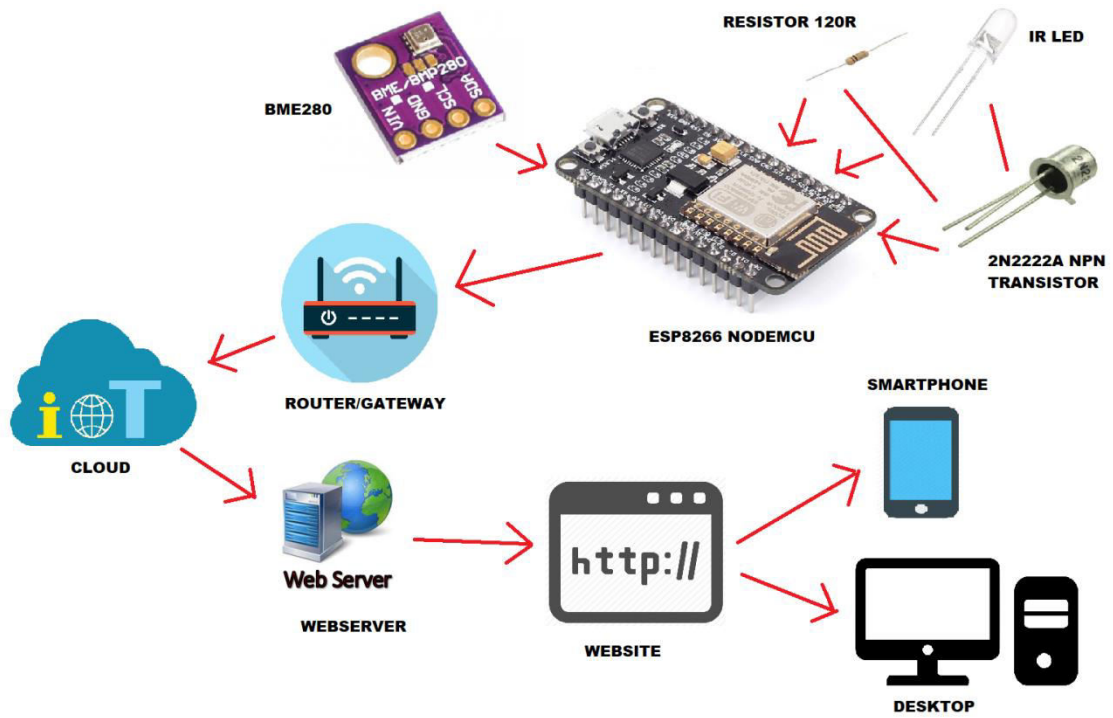 RESISTOR 120R
IR LED
BME/BMP280
VIN
GND
SCL
SDA
BME280
2N2222A NPN
TRANSISTOR
ESP8266 NODEMCU
ROUTER/GATEWAY
iOT
CLOUD
SMARTPHONE
http://
Web Server
WEBSERVER
WEBSITE
DESKTOP